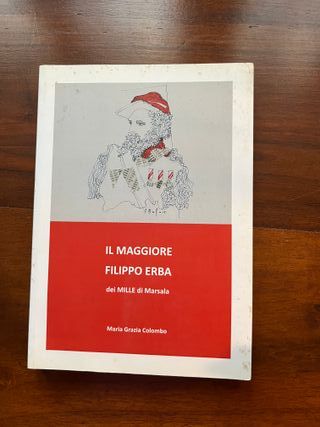 IL MAGGIORE
FILIPPO ERBA
dei MILLE di Marsala
Maria Grazia Colombo